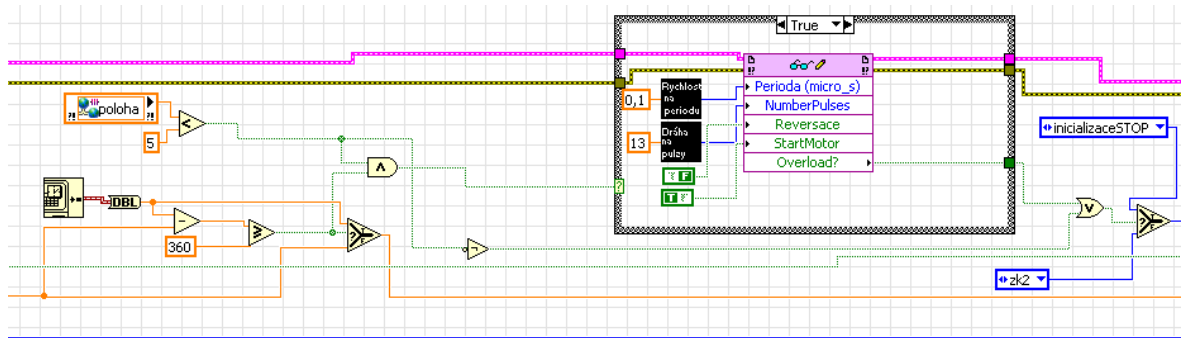 True
Rychlost
na
periodu
0,1
Perioda (micro_s)
poloha
NumberPulses
5
Dráha
na
pulzy
13
Reversace
StartMotor
inicializaceSTOP
F
Overload?
T
DBL
360
zk2